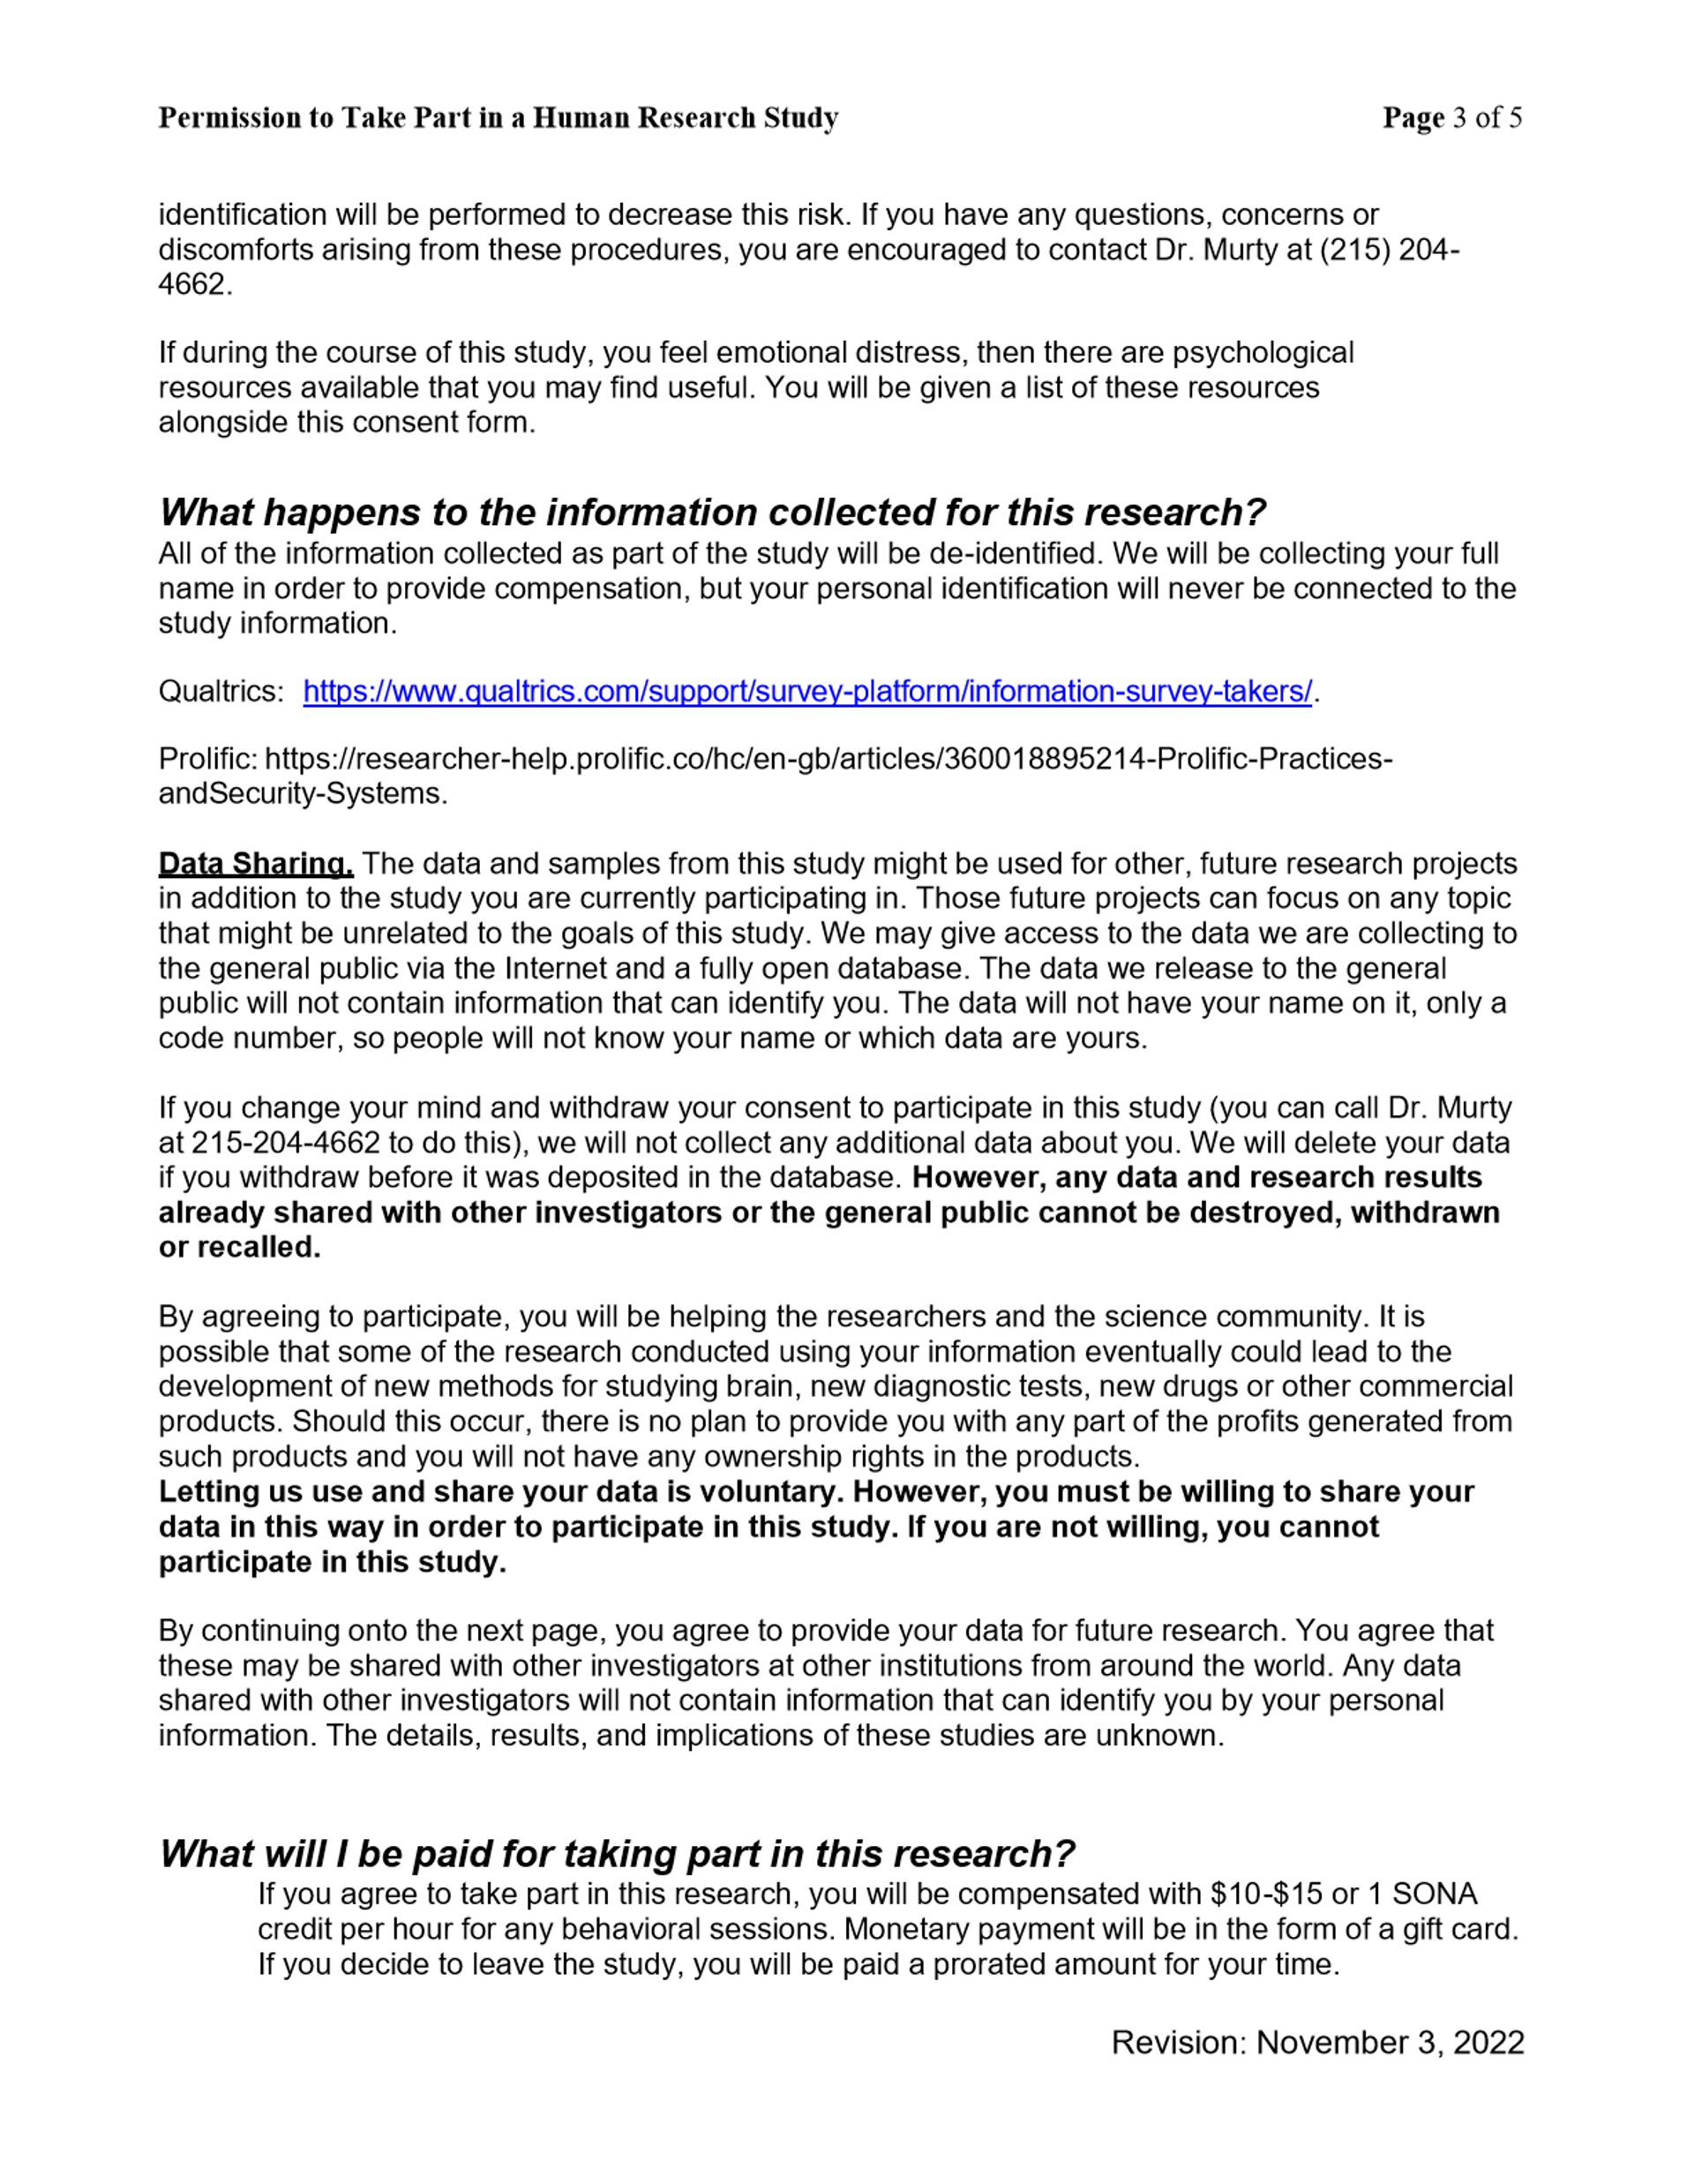 Permission to Take Part in a Human Research Study Page 3 of 5
identification will be performed to decrease this risk. If you have any questions, concerns or
discomforts arising from these procedures, you are encouraged to contact Dr. Murty at (215) 204-
4662.
If during the course of this study, you feel emotional distress, then there are psychological
resources available that you may find useful. You will be given a list of these resources
alongside this consent form.
What happens to the information collected for this research?
All of the information collected as part of the study will be de-identified. We will be collecting your full
name in order to provide compensation, but your personal identification will never be connected to the
study information.
Qualtrics: https://www.qualtrics.com/support/survey-platform/information-survey-takers/.
Prolific: https://researcher-help.prolific.co/hc/en-gb/articles/360018895214-Prolific-Practices-
andSecurity-Systems.
Data Sharing. The data and samples from this study might be used for other, future research projects
in addition to the study you are currently participating in. Those future projects can focus on any topic
that might be unrelated to the goals of this study. We may give access to the data we are collecting to
the general public via the Internet and a fully open database. The data we release to the general
public will not contain information that can identify you. The data will not have your name on it, only a
code number, so people will not know your name or which data are yours.
If you change your mind and withdraw your consent to participate in this study (you can call Dr. Murty
at 215-204-4662 to do this), we will not collect any additional data about you. We will delete your data
if you withdraw before it was deposited in the database. However, any data and research results
already shared with other investigators or the general public cannot be destroyed, withdrawn
or recalled.
By agreeing to participate, you will be helping the researchers and the science community. It is
possible that some of the research conducted using your information eventually could lead to the
development of new methods for studying brain, new diagnostic tests, new drugs or other commercial
products. Should this occur, there is no plan to provide you with any part of the profits generated from
such products and you will not have any ownership rights in the products.
Letting us use and share your data is voluntary. However, you must be willing to share your
data in this way in order to participate in this study. If you are not willing, you cannot
participate in this study.
By continuing onto the next page, you agree to provide your data for future research. You agree that
these may be shared with other investigators at other institutions from around the world. Any data
shared with other investigators will not contain information that can identify you by your personal
information. The details, results, and implications of these studies are unknown.
What will I be paid for taking part in this research?
If you agree to take part in this research, you will be compensated with $10-$15 or 1 SONA
credit per hour for any behavioral sessions. Monetary payment will be in the form of a gift card.
If you decide to leave the study, you will be paid a prorated amount for your time.
Revision: November 3, 2022